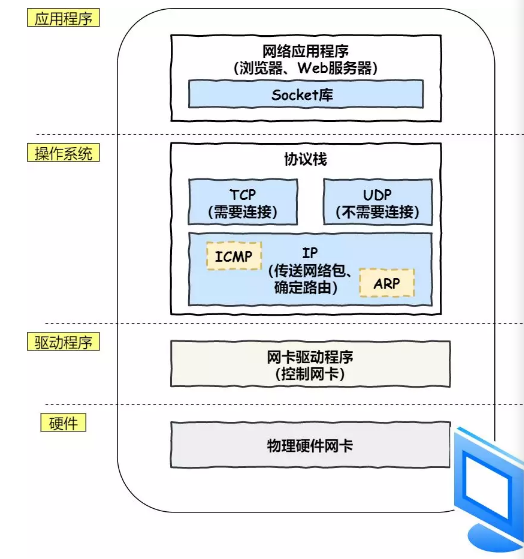 应用程序
网络应用程序
(浏览器、Web服务器)
Socket库
操作系统
协议栈
TCP
(需要连接)
UDP
(不需要连接)
ICMP
IP
(传送网络包、
确定路由)
ARP
驱动程序
网卡驱动程序
(控制网卡)
硬件
物理硬件网卡